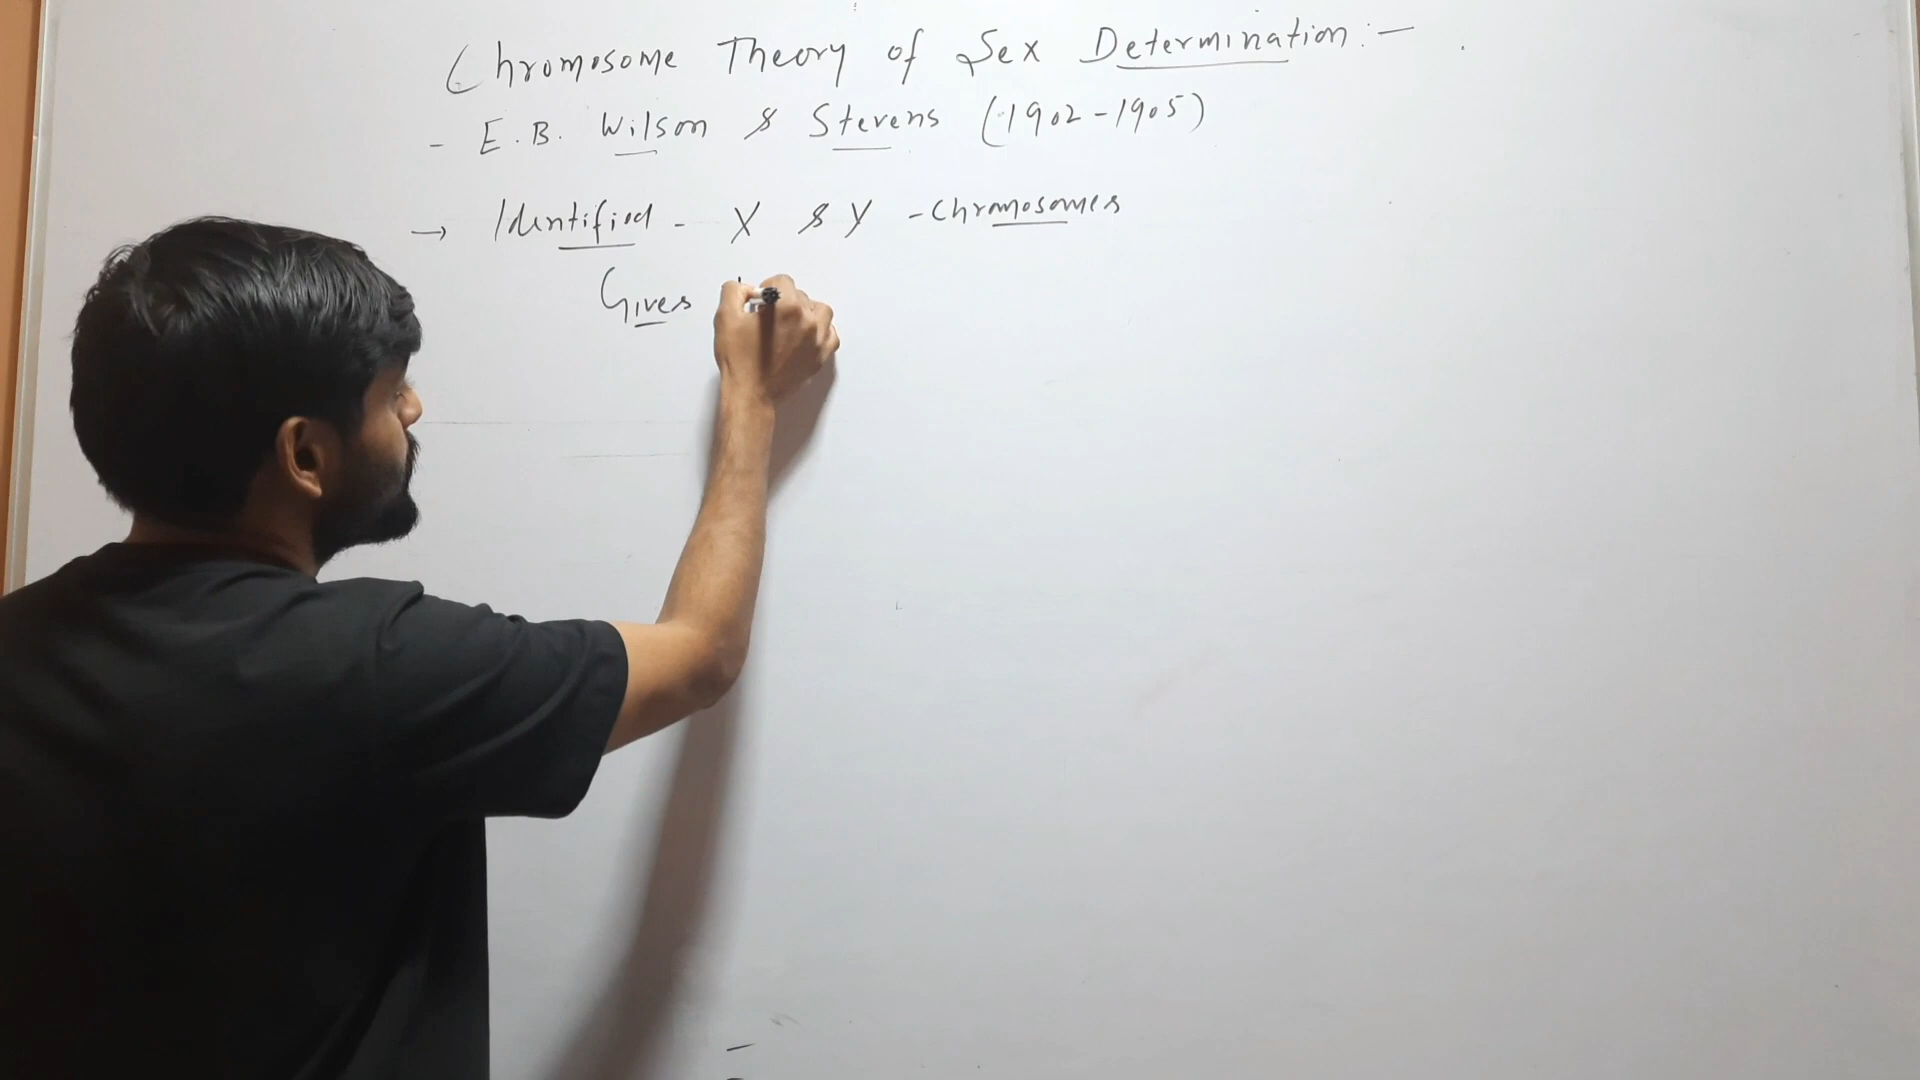 Chromosome Theory of Sex Determination :-
- E.B. Wilson & Stevens (1902-1905)
→ Identified - X & Y - Chromosomes
Gives